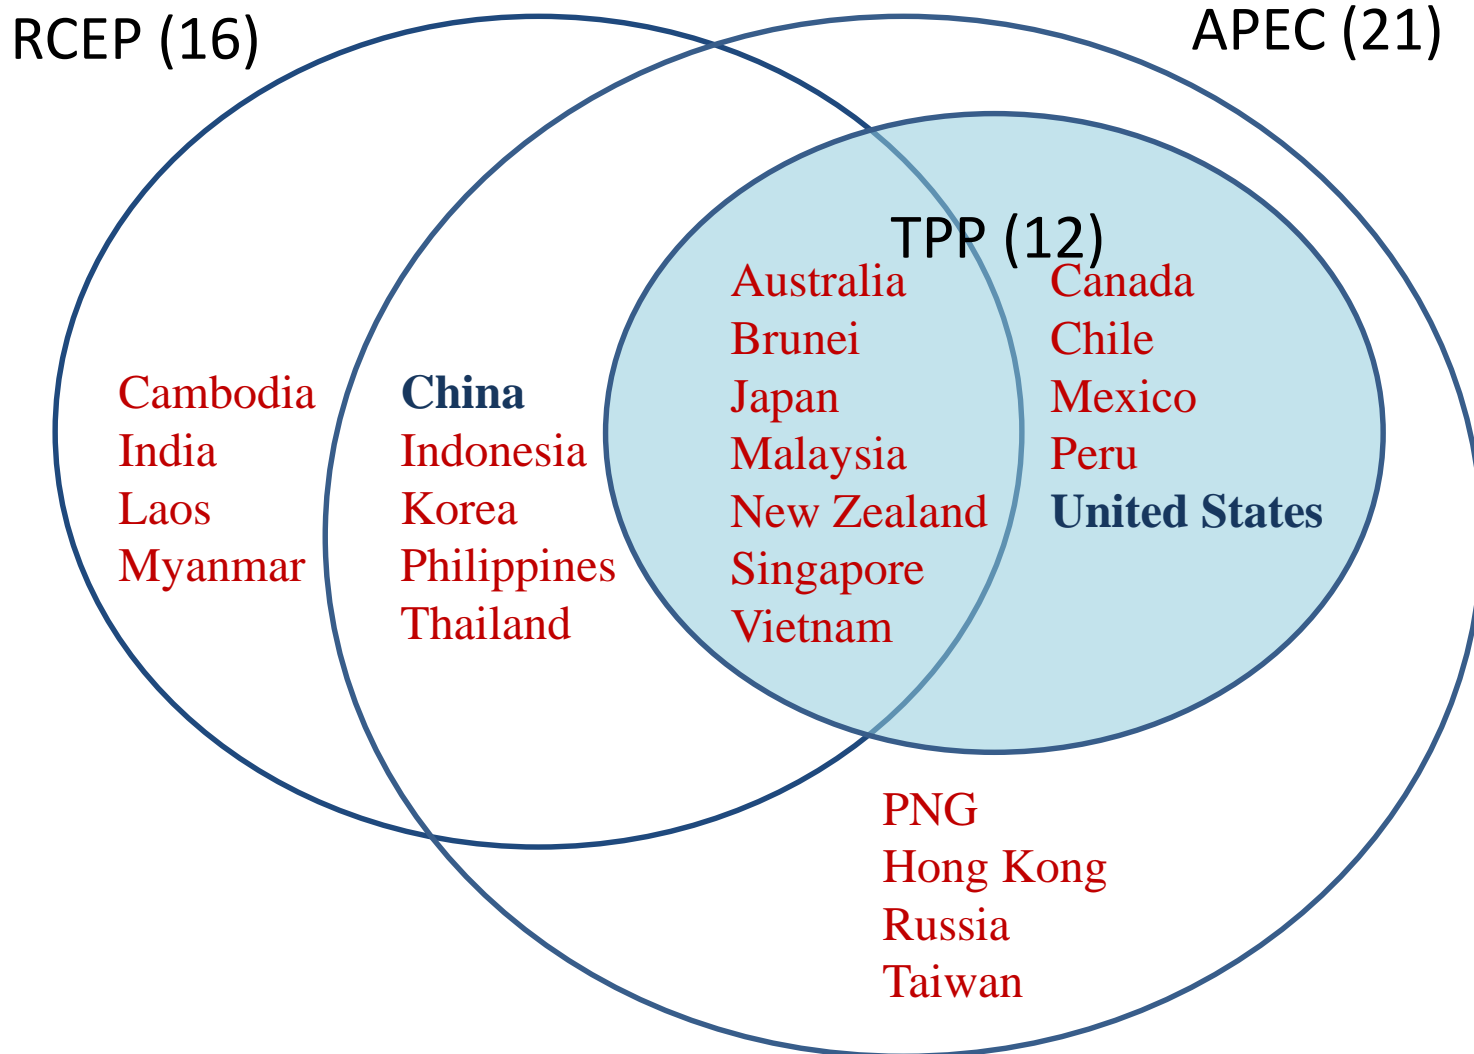 RCEP (16)
APEC (21)
TPP (12)
Cambodia
India
Laos
Myanmar
China
Indonesia
Korea
Philippines
Thailand
Australia
Brunei
Japan
Malaysia
New Zealand
Singapore
Vietnam
Canada
Chile
Mexico
Peru
United States
PNG
Hong Kong
Russia
Taiwan